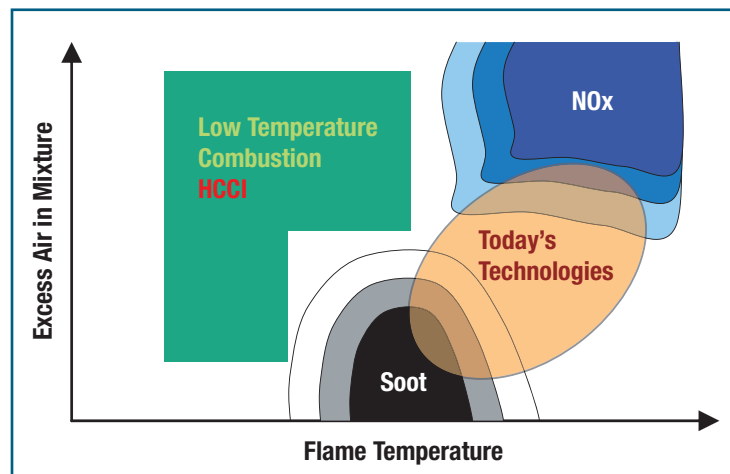 Excess Air in Mixture
NOx
Low Temperature
Combustion
HCCI
Today's
Technologies
Soot
Flame Temperature